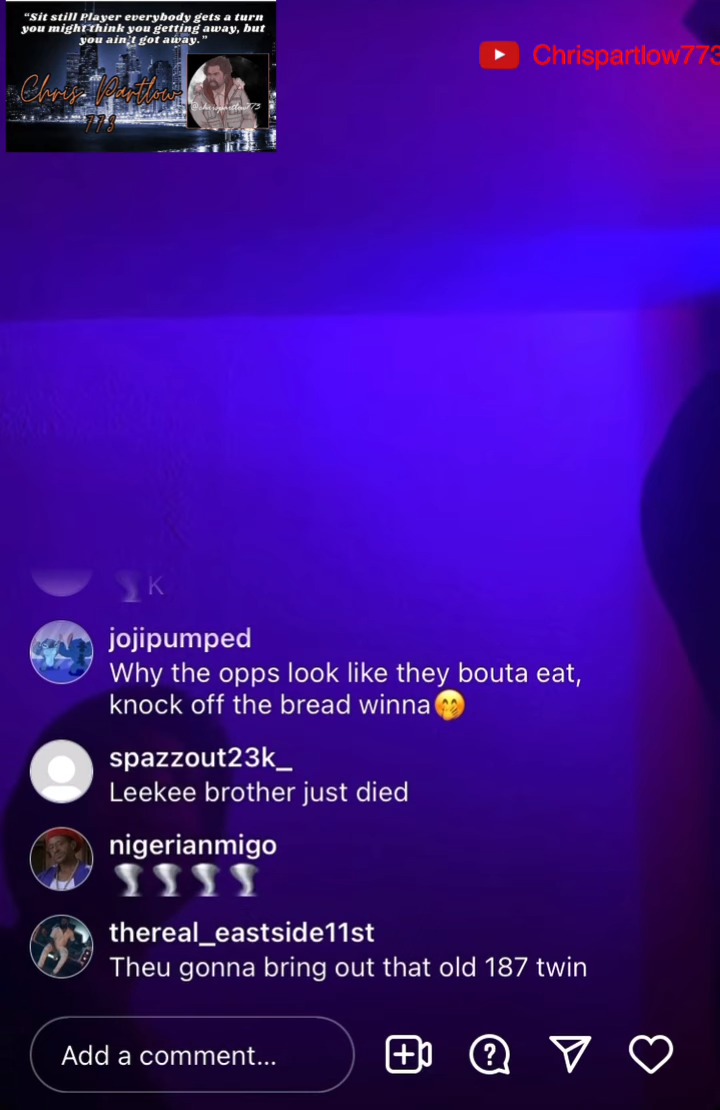 “Sit still Player everybody gets a turn
you might think you getting away, but
you ain’t got away.”
Chris Partlow
773
@chrispartlow773
Chrispartlow773
K
jojipumped
Why the opps look like they bouta eat,
knock off the bread winna🤭
spazzout23k_
Leekee brother just died
nigerianmigo
🌪️🌪️🌪️🌪️
thereal_eastside11st
Theu gonna bring out that old 187 twin
Add a comment...